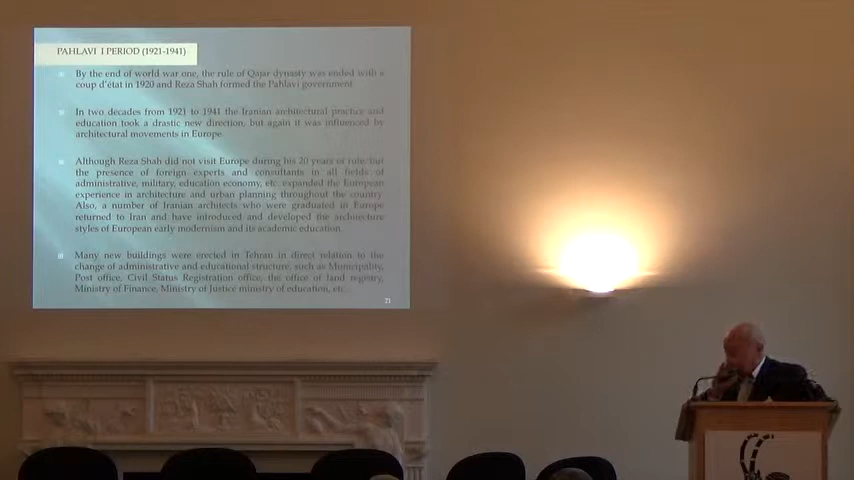 PAHLAVI I PERIOD (1921-1941)
By the end of world war one, the rule of Qajar dynasty was ended with a
coup d'état in 1920 and Reza Shah formed the Pahlavi government.
In two decades from 1921 to 1941 the Iranian architectural practice and
education took a drastic new direction, but again it was influenced by
architectural movements in Europe.
Although Reza Shah did not visit Europe during his 20 years of rule, but
the presence of foreign experts and consultants in all fields of
administrative, military, education economy, etc. expanded the European
experience in architecture and urban planning throughout the country.
Also, a number of Iranian architects who were graduated in Europe
returned to Iran and have introduced and developed the architecture
styles of European early modernism and its academic education.
Many new buildings were erected in Tehran in direct relation to the
change of administrative and educational structure, such as Municipality,
Post office, Civil Status Registration office, the office of land registry,
Ministry of Finance, Ministry of Justice ministry of education, etc...
21